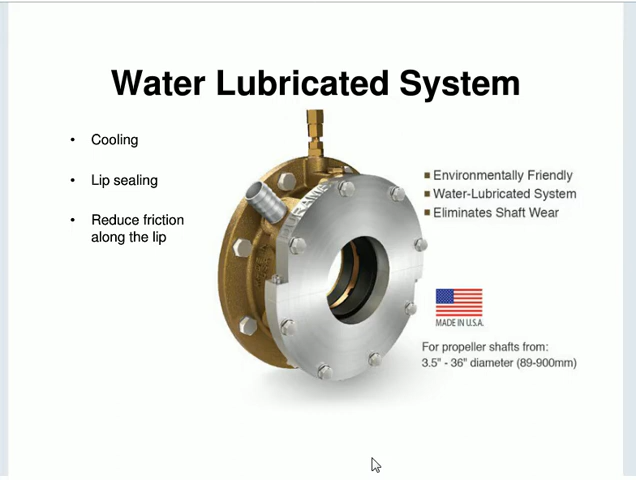 Water Lubricated System
• Cooling
• Lip sealing
• Reduce friction
along the lip
Environmentally Friendly
Water-Lubricated System
Eliminates Shaft Wear
MADE IN U.S.A.
For propeller shafts from:
3.5" - 36" diameter (89-900mm)